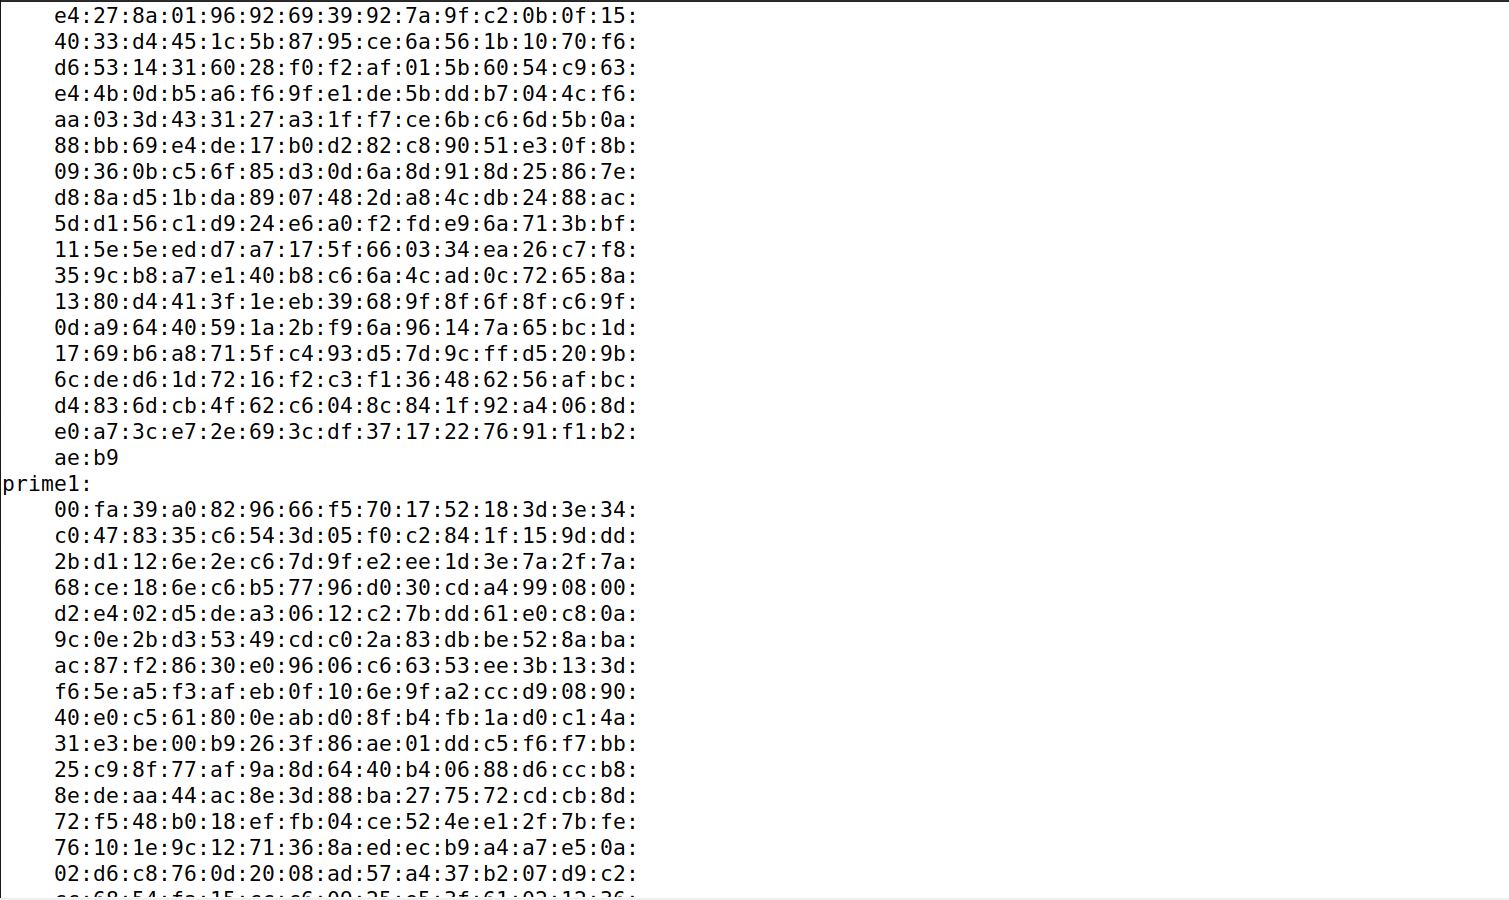 e4:27:8a:01:96:92:69:39:92:7a:9f:c2:0b:0f:15:
40:33:d4:45:1c:5b:87:95:ce:6a:56:1b:10:70:f6:
d6:53:14:31:60:28:f0:f2:af:01:5b:60:54:c9:63:
e4:4b:0d:b5:a6:f6:9f:e1:de:5b:dd:b7:04:4c:f6:
aa:03:3d:43:31:27:a3:1f:f7:ce:6b:c6:6d:5b:0a:
88:bb:69:e4:de:17:b0:d2:82:c8:90:51:e3:0f:8b:
09:36:0b:c5:6f:85:d3:0d:6a:8d:91:8d:25:86:7e:
d8:8a:d5:1b:da:89:07:48:2d:a8:4c:db:24:88:ac:
5d:d1:56:c1:d9:24:e6:a0:f2:fd:e9:6a:71:3b:bf:
11:5e:5e:ed:d7:a7:17:5f:66:03:34:ea:26:c7:f8:
35:9c:b8:a7:e1:40:b8:c6:6a:4c:ad:0c:72:65:8a:
13:80:d4:41:3f:1e:eb:39:68:9f:8f:6f:8f:c6:9f:
0d:a9:64:40:59:1a:2b:f9:6a:96:14:7a:65:bc:1d:
17:69:b6:a8:71:5f:c4:93:d5:7d:9c:ff:d5:20:9b:
6c:de:d6:1d:72:16:f2:c3:f1:36:48:62:56:af:bc:
d4:83:6d:cb:4f:62:c6:04:8c:84:1f:92:a4:06:8d:
e0:a7:3c:e7:2e:69:3c:df:37:17:22:76:91:f1:b2:
ae:b9
prime1:
00:fa:39:a0:82:96:66:f5:70:17:52:18:3d:3e:34:
c0:47:83:35:c6:54:3d:05:f0:c2:84:1f:15:9d:dd:
2b:d1:12:6e:2e:c6:7d:9f:e2:ee:1d:3e:7a:2f:7a:
68:ce:18:6e:c6:b5:77:96:d0:30:cd:a4:99:08:00:
d2:e4:02:d5:de:a3:06:12:c2:7b:dd:61:e0:c8:0a:
9c:0e:2b:d3:53:49:cd:c0:2a:83:db:be:52:8a:ba:
ac:87:f2:86:30:e0:96:06:c6:63:53:ee:3b:13:3d:
f6:5e:a5:f3:af:eb:0f:10:6e:9f:a2:cc:d9:08:90:
40:e0:c5:61:80:0e:ab:d0:8f:b4:fb:1a:d0:c1:4a:
31:e3:be:00:b9:26:3f:86:ae:01:dd:c5:f6:f7:bb:
25:c9:8f:77:af:9a:8d:64:40:b4:06:88:d6:cc:b8:
8e:de:aa:44:ac:8e:3d:88:ba:27:75:72:cd:cb:8d:
72:f5:48:b0:18:ef:fb:04:ce:52:4e:e1:2f:7b:fe:
76:10:1e:9c:12:71:36:8a:ed:ec:b9:a4:a7:e5:0a:
02:d6:c8:76:0d:20:08:ad:57:a4:37:b2:07:d9:c2: